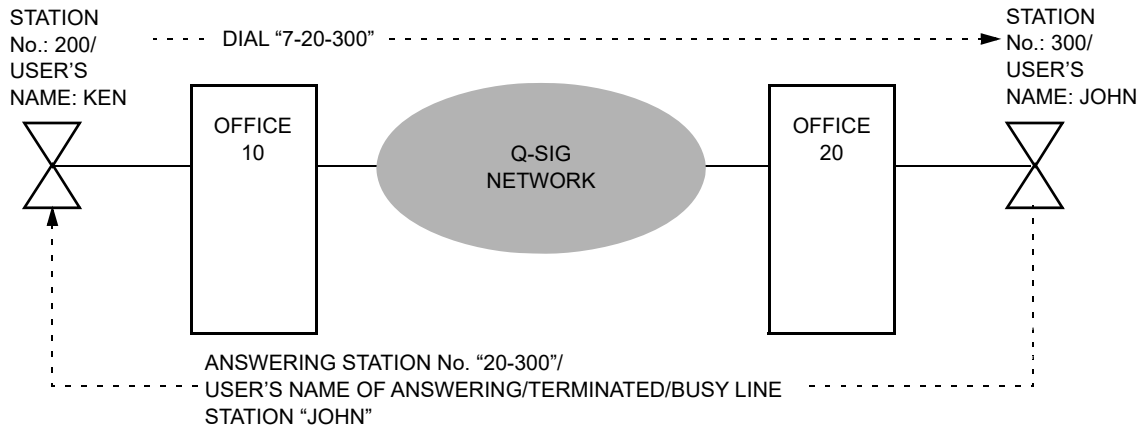 STATION
No.: 200/
USER’S
NAME: KEN
DIAL “7-20-300”
STATION
No.: 300/
USER’S
NAME: JOHN
OFFICE
10
Q-SIG
NETWORK
OFFICE
20
ANSWERING STATION No. “20-300”/
USER’S NAME OF ANSWERING/TERMINATED/BUSY LINE
STATION “JOHN”